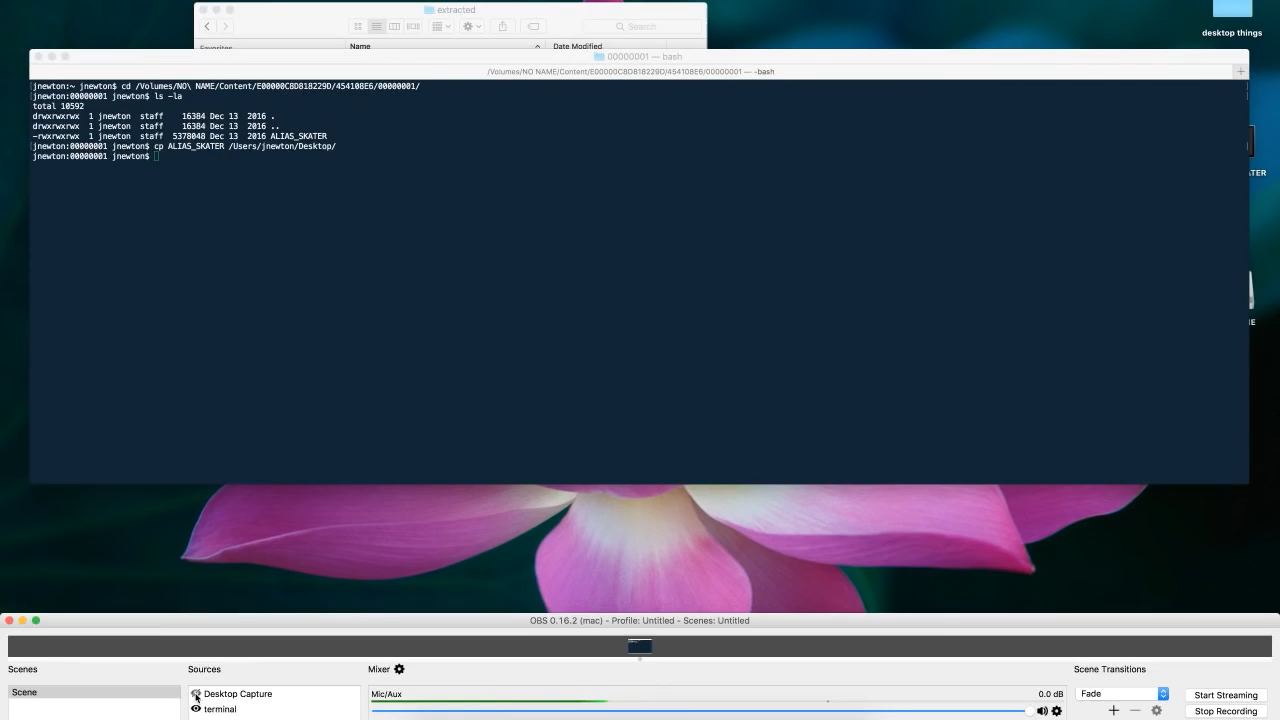 extracted
Search
desktop things
Favorites
Name
Date Modified
00000001 — bash
/Volumes/NO NAME/Content/E00000C8D818229D/454108E6/00000001 — -bash
jnewton:~ jnewton$ cd /Volumes/NO\ NAME/Content/E00000C8D818229D/454108E6/00000001/
jnewton:00000001 jnewton$ ls -la
total 10592
drwxrwxrwx 1 jnewton staff 16384 Dec 13 2016 .
drwxrwxrwx 1 jnewton staff 16384 Dec 13 2016 ..
-rwxrwxrwx 1 jnewton staff 5378048 Dec 13 2016 ALIAS_SKATER
jnewton:00000001 jnewton$ cp ALIAS_SKATER /Users/jnewton/Desktop/
jnewton:00000001 jnewton$
ATER
IE
OBS 0.16.2 (mac) - Profile: Untitled - Scenes: Untitled
Scenes
Sources
Mixer
Scene Transitions
Scene
Desktop Capture
terminal
Mic/Aux
0.0 dB
Fade
Start Streaming
Stop Recording